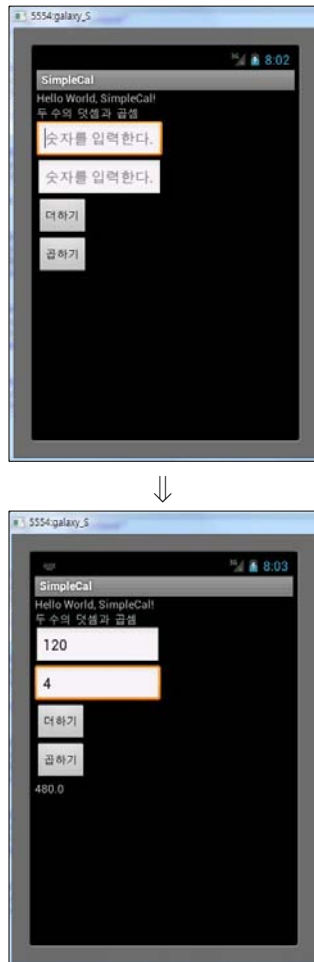 5554:galaxy_S
8:02
SimpleCal
Hello World, SimpleCal!
두 수의 덧셈과 곱셈
숫자를 입력한다.
숫자를 입력한다.
더하기
곱하기
⇓
5554:galaxy_S
8:03
SimpleCal
Hello World, SimpleCal!
두 수의 덧셈과 곱셈
120
4
더하기
곱하기
480.0